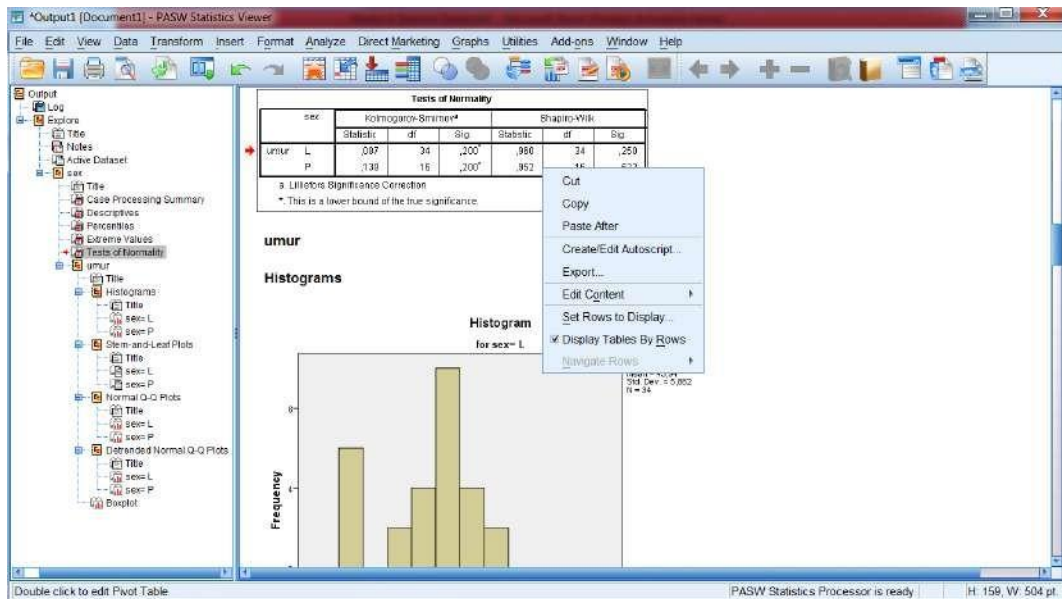 *Output1 [Document1] - PASW Statistics Viewer
File Edit View Data Transform Insert Format Analyze Direct Marketing Graphs Utilities Add-ons Window Help
Output
Log
Explore
Title
Notes
Active Dataset
sex
Title
Case Processing Summary
Descriptives
Percentiles
Extreme Values
Tests of Normality
umur
Title
Histograms
Title
sex= L
sex= P
Stem-and-Leaf Plots
Title
sex= L
sex= P
Normal Q-Q Plots
Title
sex= L
sex= P
Detrended Normal Q-Q Plots
Title
sex= L
sex= P
Boxplot
Tests of Normality
sex Kolmogorov-Smirnov a Shapiro-Wilk
Statistic df Sig. Statistic df Sig.
umur L 34 ,200* 34
P 16 ,200* ,952 16
a. Lilliefors Significance Correction
*. This is a lower bound of the true significance.
umur
Histograms
Histogram
for sex= L
Std. Dev. = 5,882
N = 34
8
4
Frequency
Cut
Copy
Paste After
Create/Edit Autoscript...
Export...
Edit Content
Set Rows to Display...
Display Tables By Rows
Navigate Rows
Double click to edit Pivot Table
PASW Statistics Processor is ready
H: 159, W: 504 pt.